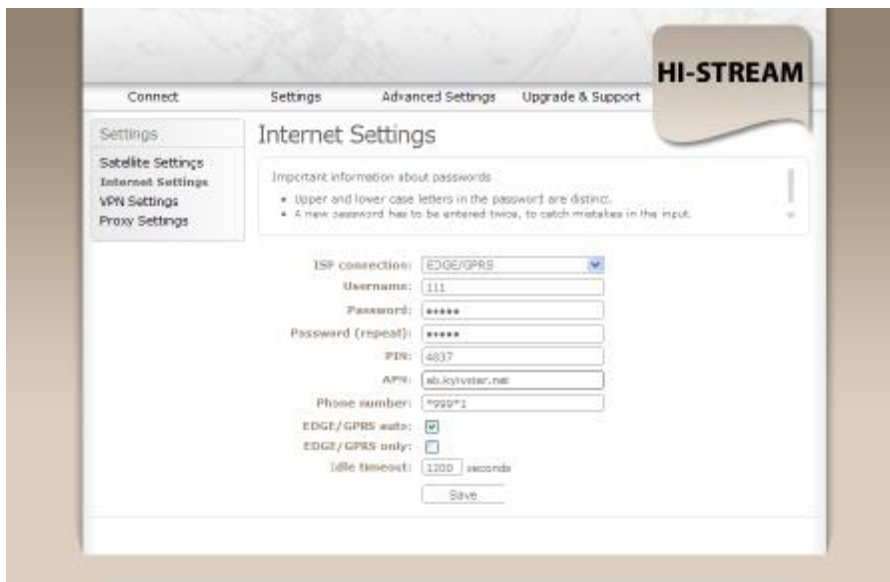 HI-STREAM
Connect Settings Advanced Settings Upgrade & Support
Settings
Satellite Settings
Internet Settings
VPN Settings
Proxy Settings
Internet Settings
Important information about passwords
• Upper and lower case letters in the password are distinct.
• A new password has to be entered twice, to catch mistakes in the input.
ISP connection: EDGE/GPRS
Username: 111
Password: •••••
Password (repeat): •••••
PIN: 4837
APN: ab.kyivstar.net
Phone number: *999*1
EDGE/GPRS auto:
EDGE/GPRS only:
Idle timeout: 1200 seconds
Save